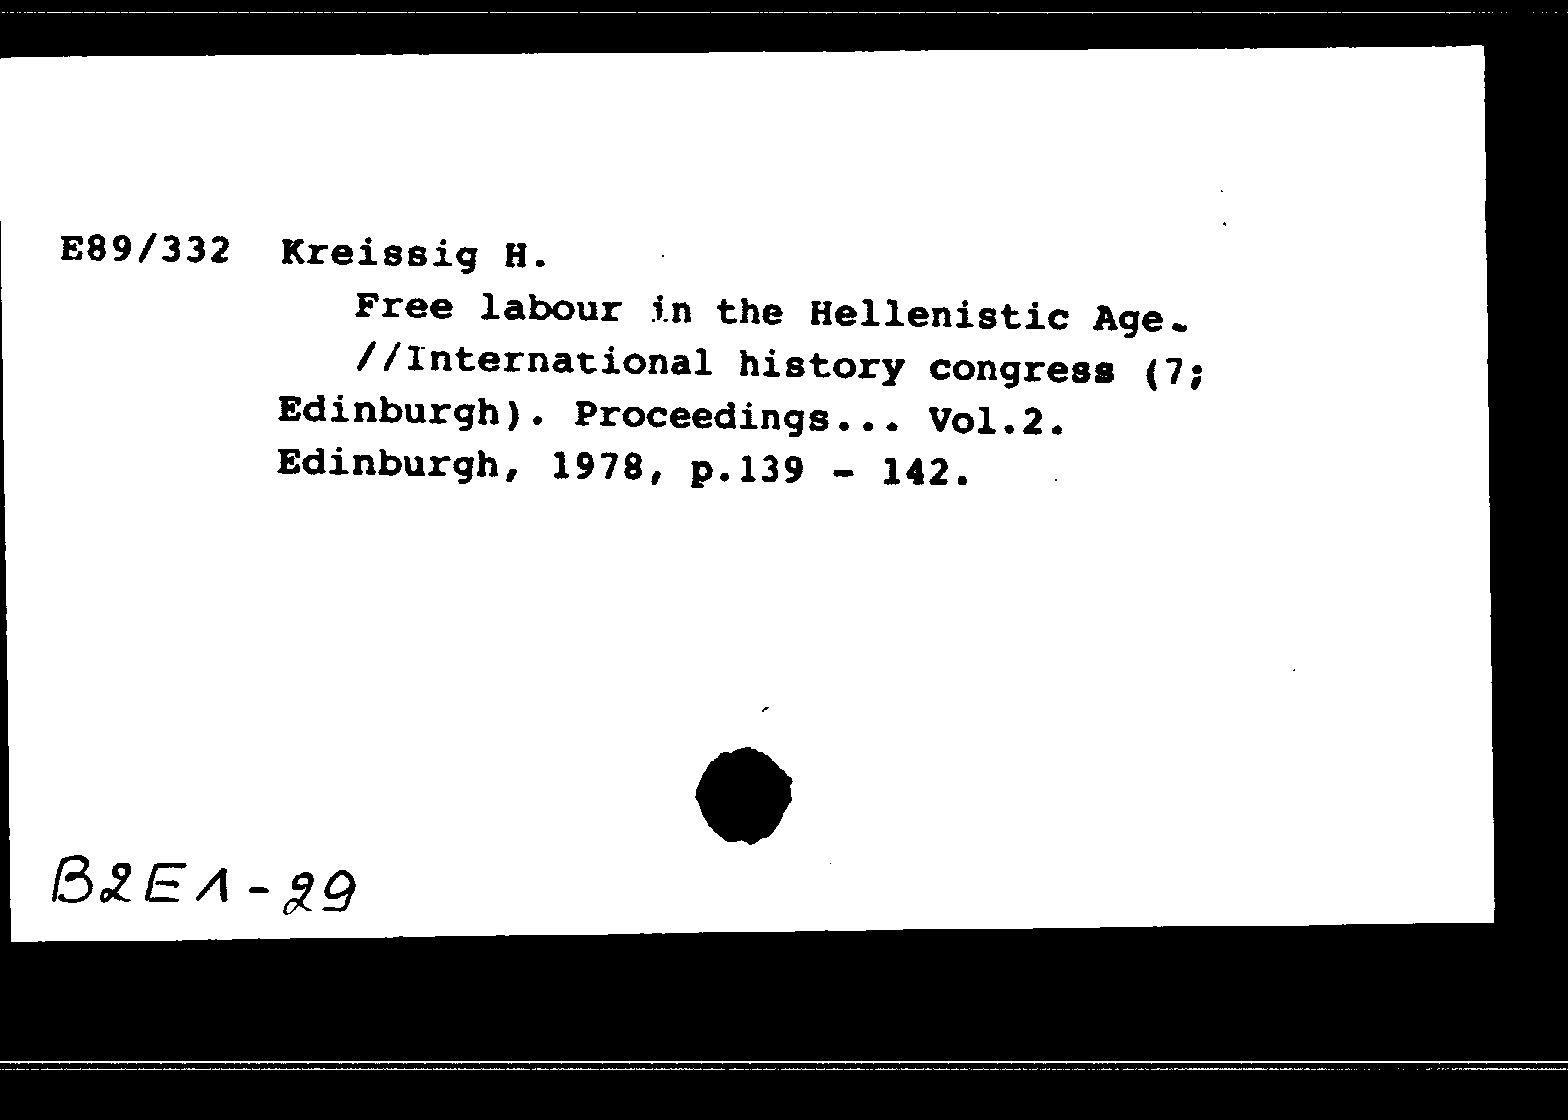 E89/332 Kreissig H.
Free labour in the Hellenistic Age.
//International history congress (7;
Edinburgh). Proceedings... Vol.2.
Edinburgh, 1978, p.139 - 142.
B2E1-29